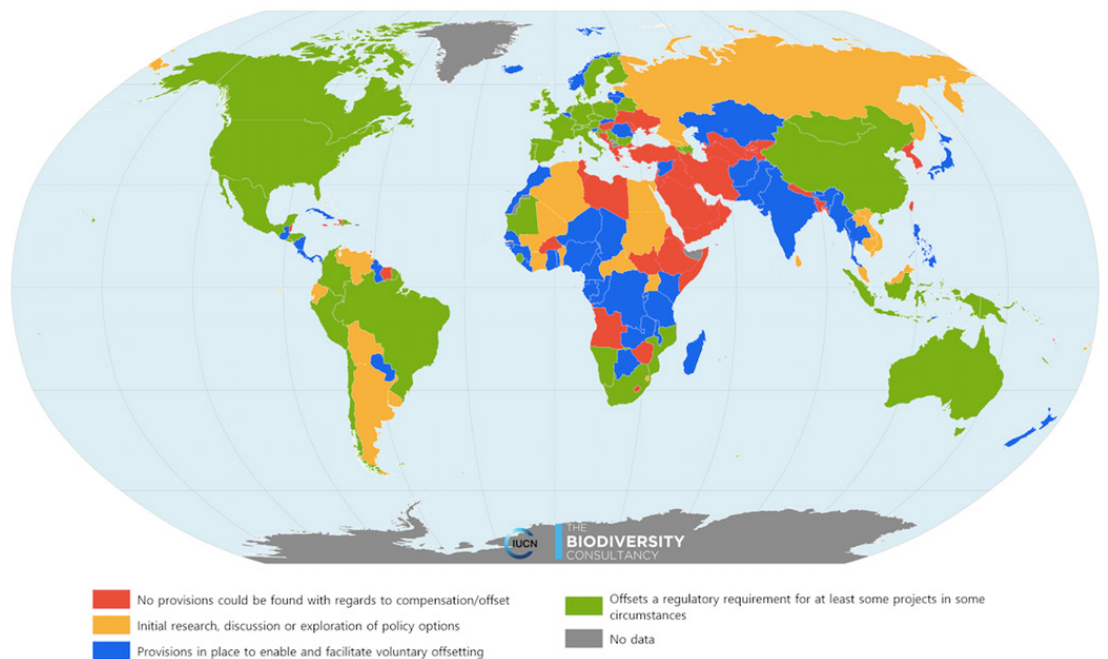 IUCN
THE
BIODIVERSITY
CONSULTANCY
No provisions could be found with regards to compensation/offset
Initial research, discussion or exploration of policy options
Provisions in place to enable and facilitate voluntary offsetting
Offsets a regulatory requirement for at least some projects in some
circumstances
No data